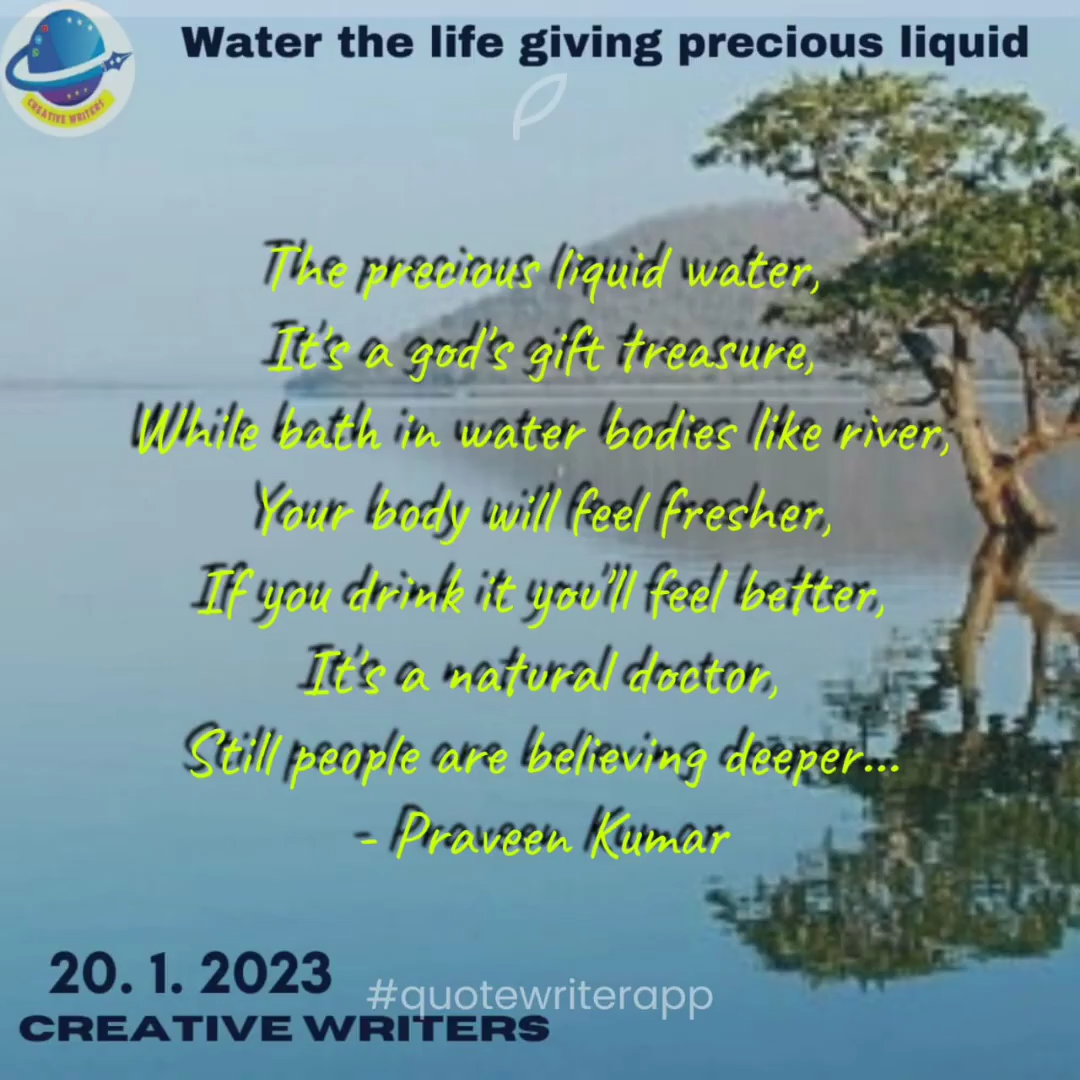 Water the life giving precious liquid
CREATIVE WRITERS
The precious liquid water,
It's a god's gift treasure,
While bath in water bodies like river,
Your body will feel fresher,
If you drink it you'll feel better,
It's a natural doctor,
Still people are believing deeper...
- Praveen Kumar
20. 1. 2023
#quotewriterapp
CREATIVE WRITERS